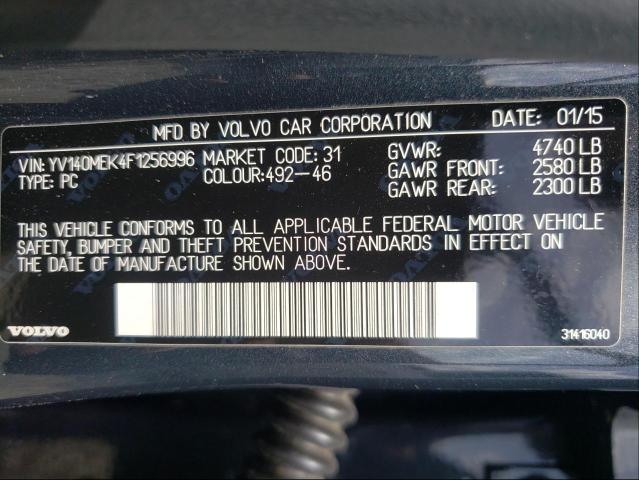 MFD BY VOLVO CAR CORPORATION DATE: 01/15
VIN: YV140MEK4F1256996 MARKET CODE: 31 GVWR: 4740 LB
TYPE: PC COLOUR:492-46 GAWR FRONT: 2580 LB
GAWR REAR: 2300 LB
THIS VEHICLE CONFORMS TO ALL APPLICABLE FEDERAL MOTOR VEHICLE
SAFETY, BUMPER AND THEFT PREVENTION STANDARDS IN EFFECT ON
THE DATE OF MANUFACTURE SHOWN ABOVE.
VOLVO 31416040